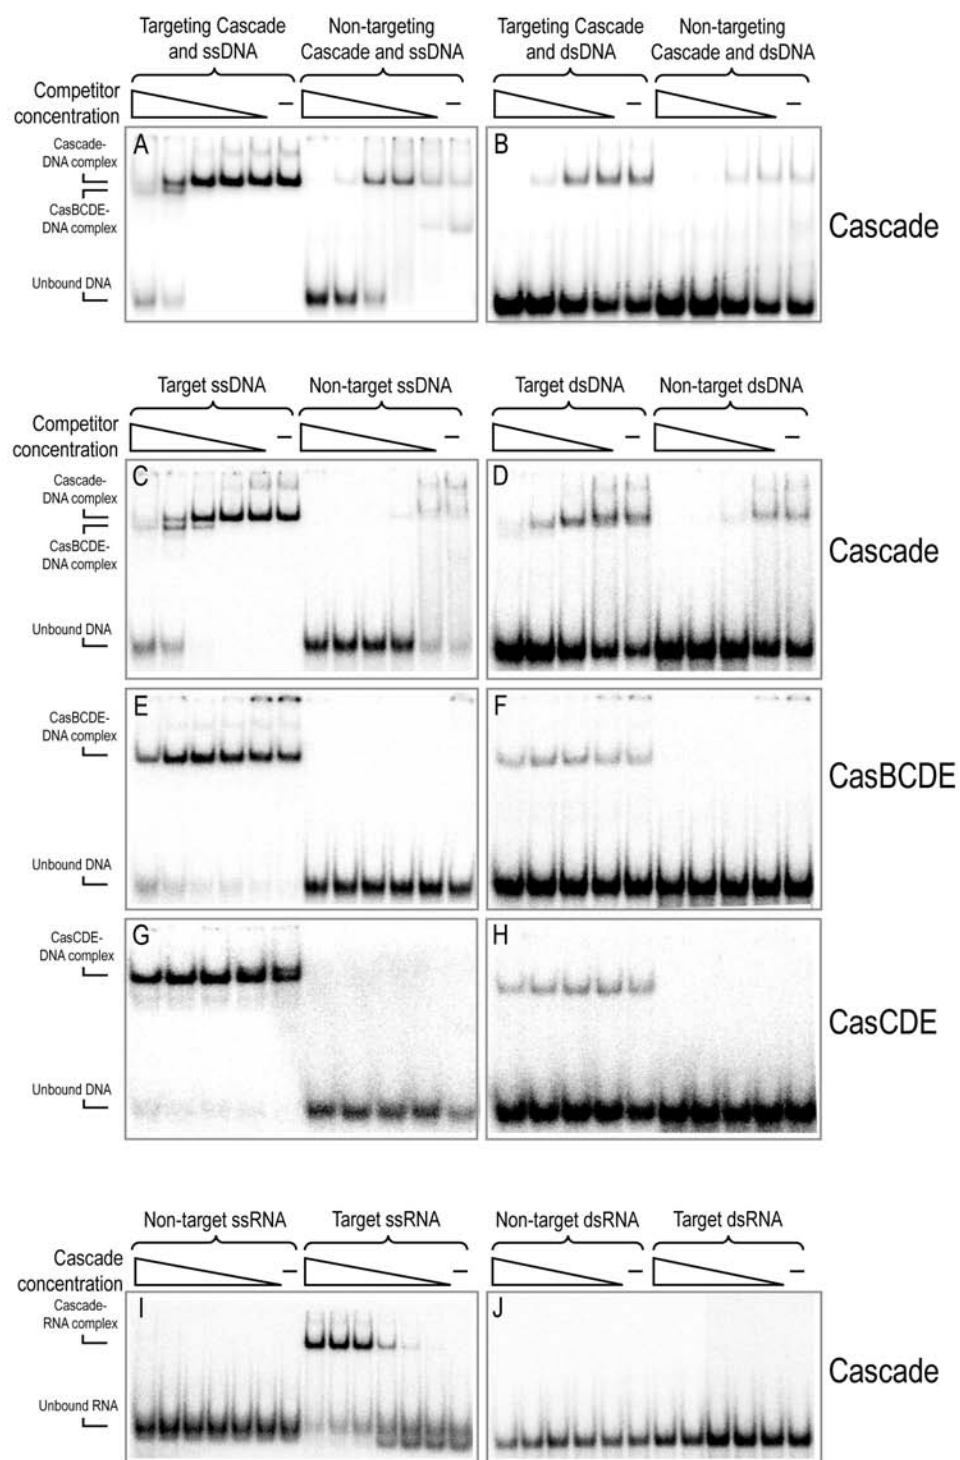 Targeting Cascade and ssDNA
Non-targeting Cascade and ssDNA
Targeting Cascade and dsDNA
Non-targeting Cascade and dsDNA
Competitor concentration
–
–
–
–
A
B
Cascade-
DNA complex
CasBCDE-
DNA complex
Unbound DNA
Cascade
Target ssDNA
Non-target ssDNA
Target dsDNA
Non-target dsDNA
Competitor concentration
–
–
–
–
C
D
Cascade-
DNA complex
CasBCDE-
DNA complex
Unbound DNA
Cascade
E
F
CasBCDE-
DNA complex
Unbound DNA
CasBCDE
G
H
CasCDE-
DNA complex
Unbound DNA
CasCDE
Non-target ssRNA
Target ssRNA
Non-target dsRNA
Target dsRNA
Cascade concentration
–
–
–
–
I
J
Cascade-
RNA complex
Unbound RNA
Cascade